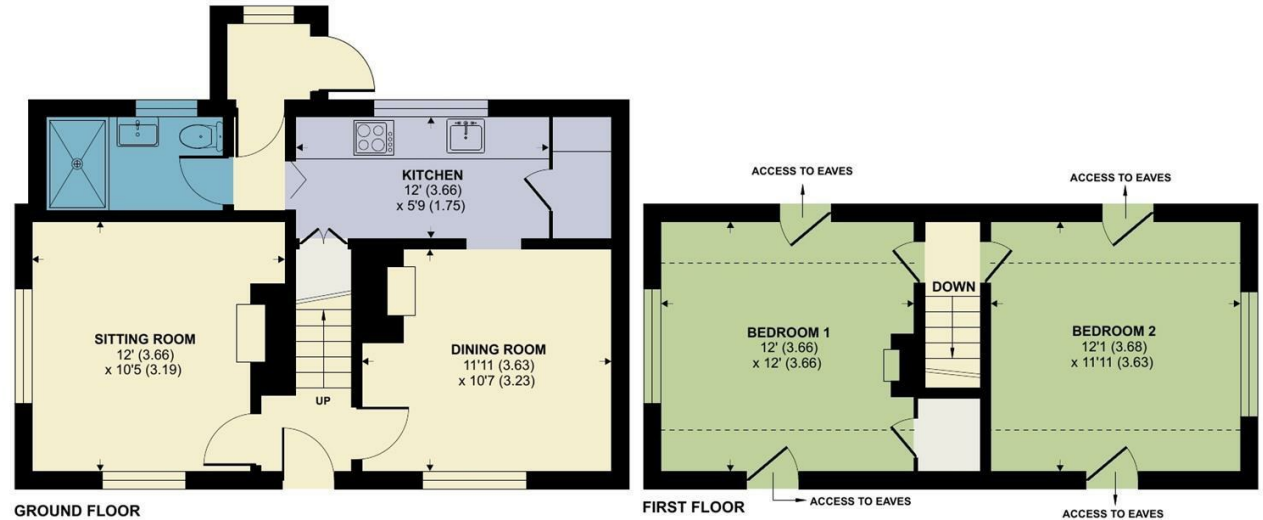 KITCHEN
12' (3.66)
x 5'9 (1.75)
SITTING ROOM
12' (3.66)
x 10'5 (3.19)
UP
DINING ROOM
11'11 (3.63)
x 10'7 (3.23)
GROUND FLOOR
ACCESS TO EAVES
ACCESS TO EAVES
DOWN
BEDROOM 1
12' (3.66)
x 12' (3.66)
BEDROOM 2
12'1 (3.68)
x 11'11 (3.63)
FIRST FLOOR
ACCESS TO EAVES
ACCESS TO EAVES